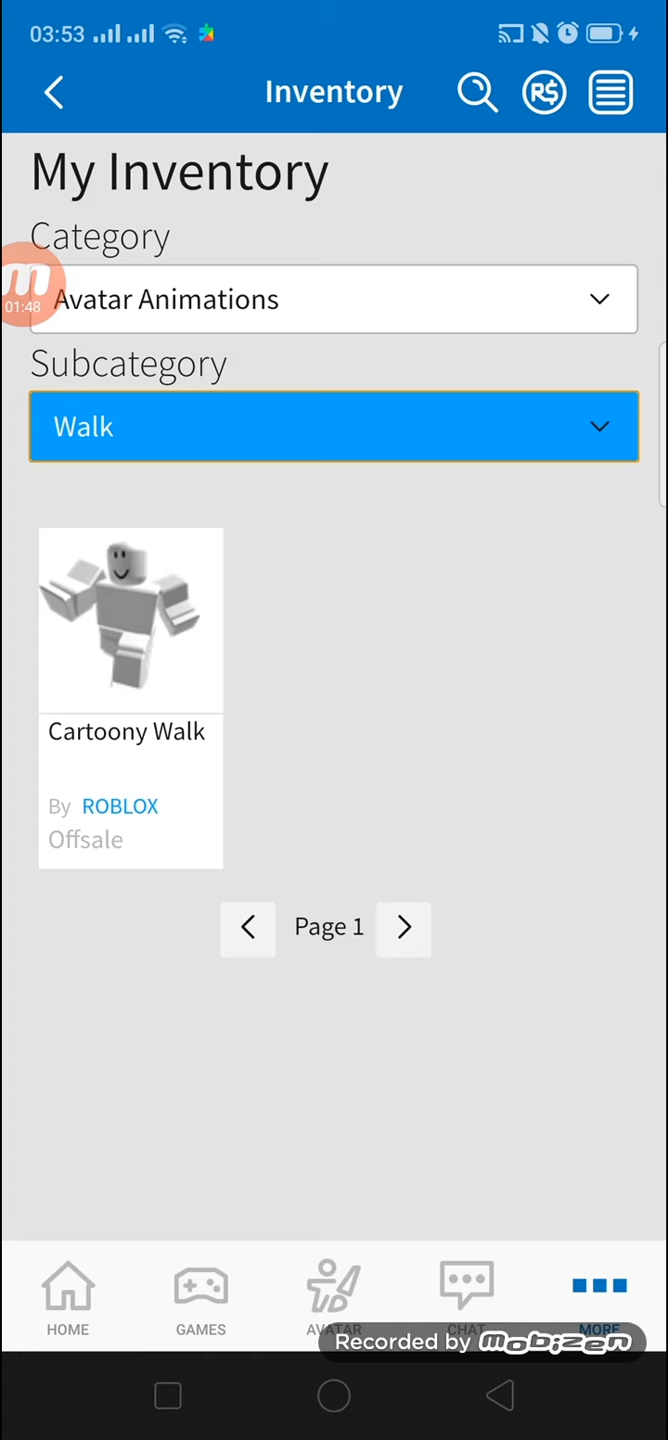 03:53
Inventory
R$
My Inventory
Category
m
01:48
Avatar Animations
Subcategory
Walk
Cartoony Walk
By ROBLOX
Offsale
Page 1
HOME
GAMES
AVATAR
CHAT
MORE
Recorded by mobizen